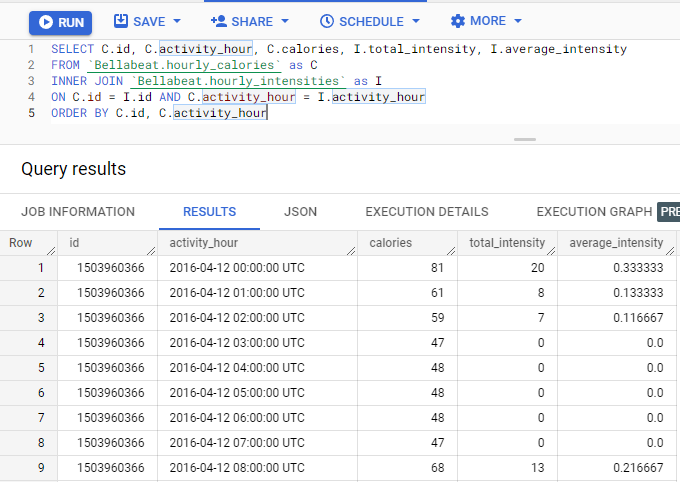 RUN SAVE SHARE SCHEDULE MORE
1 SELECT C.id, C.activity_hour, C.calories, I.total_intensity, I.average_intensity
2 FROM `Bellabeat.hourly_calories` as C
3 INNER JOIN `Bellabeat.hourly_intensities` as I
4 ON C.id = I.id AND C.activity_hour = I.activity_hour
5 ORDER BY C.id, C.activity_hour
Query results
JOB INFORMATION RESULTS JSON EXECUTION DETAILS EXECUTION GRAPH PRE
Row id activity_hour calories total_intensity average_intensity
1 1503960366 2016-04-12 00:00:00 UTC 81 20 0.333333
2 1503960366 2016-04-12 01:00:00 UTC 61 8 0.133333
3 1503960366 2016-04-12 02:00:00 UTC 59 7 0.116667
4 1503960366 2016-04-12 03:00:00 UTC 47 0 0.0
5 1503960366 2016-04-12 04:00:00 UTC 48 0 0.0
6 1503960366 2016-04-12 05:00:00 UTC 48 0 0.0
7 1503960366 2016-04-12 06:00:00 UTC 48 0 0.0
8 1503960366 2016-04-12 07:00:00 UTC 47 0 0.0
9 1503960366 2016-04-12 08:00:00 UTC 68 13 0.216667